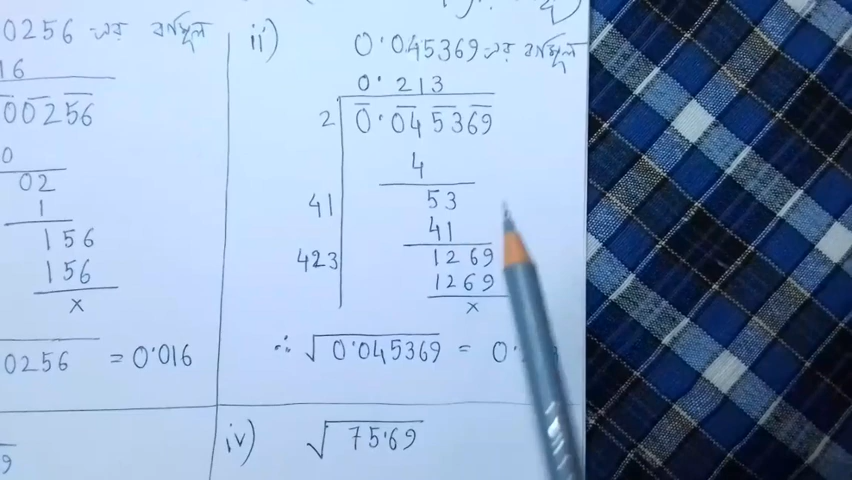 0256 এর বর্গমূল
16
00256
0
02
1
156
156
x
0256 = 0.016
9
ii)
0.045369 এর বর্গমূল
0.213
2 0.045369
4
53
41 41
1269
423 1269
x
∴ √0.045369 = 0.
iv) √75.69